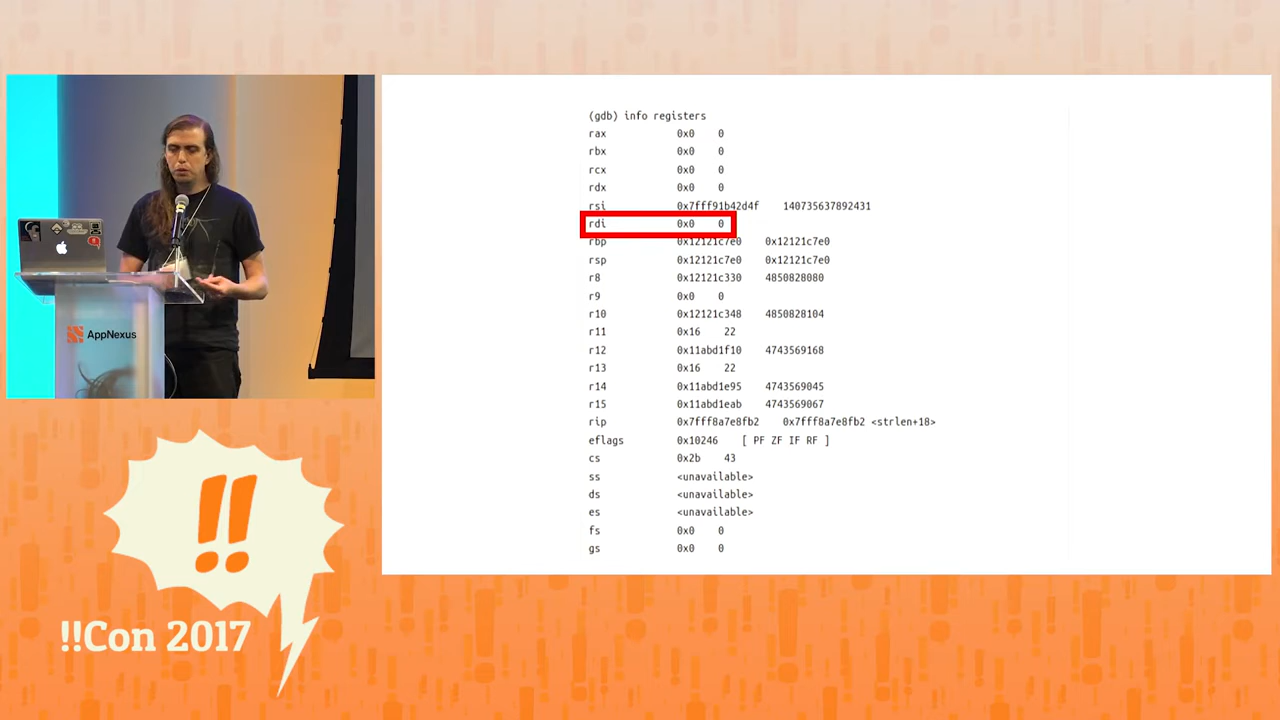 (gdb) info registers
rax 0x0 0
rbx 0x0 0
rcx 0x0 0
rdx 0x0 0
rsi 0x7fff91b42d4f 140735637892431
rdi 0x0 0
rbp 0x12121c7e0 0x12121c7e0
rsp 0x12121c7e0 0x12121c7e0
r8 0x12121c330 4850828080
r9 0x0 0
r10 0x12121c348 4850828104
r11 0x16 22
r12 0x11abd1f10 4743569168
r13 0x16 22
r14 0x11abd1e95 4743569045
r15 0x11abd1eab 4743569067
rip 0x7fff8a7e8fb2 0x7fff8a7e8fb2 <strlen+18>
eflags 0x10246 [ PF ZF IF RF ]
cs 0x2b 43
ss <unavailable>
ds <unavailable>
es <unavailable>
fs 0x0 0
gs 0x0 0
AppNexus
!!
!!Con 2017